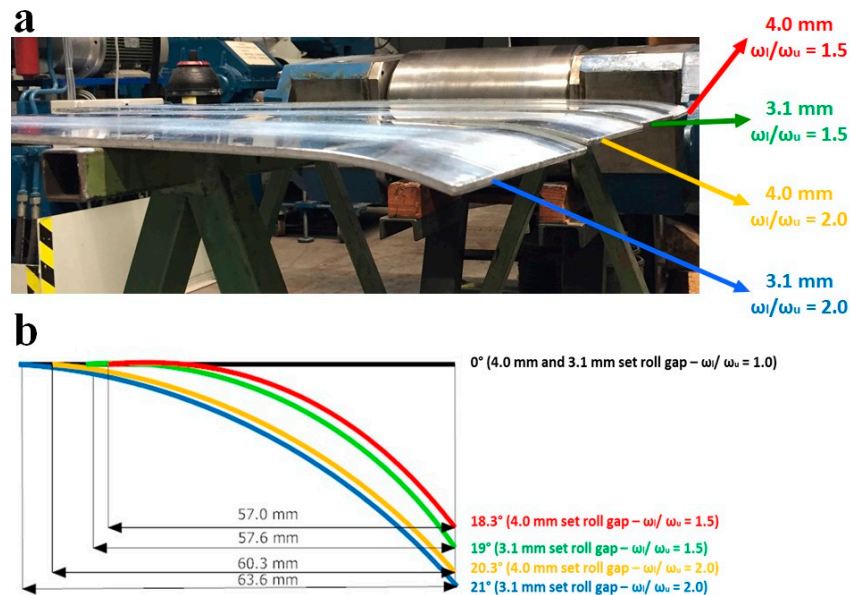 a
4.0 mm
ωₗ/ωᵤ = 1.5
3.1 mm
ωₗ/ωᵤ = 1.5
4.0 mm
ωₗ/ωᵤ = 2.0
3.1 mm
ωₗ/ωᵤ = 2.0
b
0° (4.0 mm and 3.1 mm set roll gap – ωₗ/ ωᵤ = 1.0)
57.0 mm
18.3° (4.0 mm set roll gap – ωₗ/ ωᵤ = 1.5)
57.6 mm
19° (3.1 mm set roll gap – ωₗ/ ωᵤ = 1.5)
60.3 mm
20.3° (4.0 mm set roll gap – ωₗ/ ωᵤ = 2.0)
63.6 mm
21° (3.1 mm set roll gap – ωₗ/ ωᵤ = 2.0)